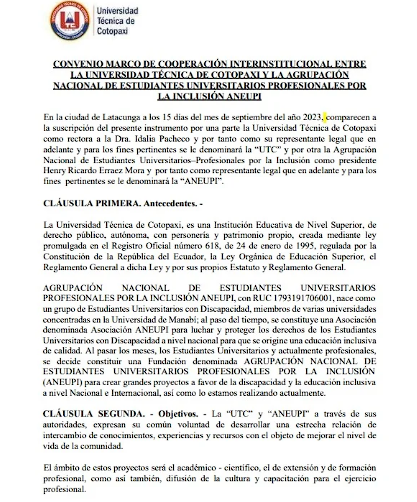 Universidad
Técnica de
Cotopaxi
CONVENIO MARCO DE COOPERACIÓN INTERINSTITUCIONAL ENTRE
LA UNIVERSIDAD TÉCNICA DE COTOPAXI Y LA AGRUPACIÓN
NACIONAL DE ESTUDIANTES UNIVERSITARIOS PROFESIONALES POR
LA INCLUSIÓN ANEUPI
En la ciudad de Latacunga a los 15 días del mes de septiembre del año 2023, comparecen a
la suscripción del presente instrumento por una parte la Universidad Técnica de Cotopaxi
como rectora a la Dra. Idalia Pacheco y por tanto como su representante legal que en
adelante y para los fines pertinentes se le denominará la “UTC” y por otra la Agrupación
Nacional de Estudiantes Universitarios–Profesionales por la Inclusión como presidente
Henry Ricardo Erraez Mora y por tanto como representante legal que en adelante y para los
fines pertinentes se le denominará la “ANEUPI”.
CLÁUSULA PRIMERA. Antecedentes. -
La Universidad Técnica de Cotopaxi, es una Institución Educativa de Nivel Superior, de
derecho público, autónoma, con personería y patrimonio propio, creada mediante ley
promulgada en el Registro Oficial número 618, de 24 de enero de 1995, regulada por la
Constitución de la República del Ecuador, la Ley Orgánica de Educación Superior, el
Reglamento General a dicha Ley y por sus propios Estatuto y Reglamento General.
AGRUPACIÓN NACIONAL DE ESTUDIANTES UNIVERSITARIOS
PROFESIONALES POR LA INCLUSIÓN ANEUPI, con RUC 1793191706001, nace como
un grupo de Estudiantes Universitarios con Discapacidad, miembros de varias universidades
concentradas en la Universidad de Manabí; al paso del tiempo, se constituye una Asociación
denominada Asociación ANEUPI para luchar y proteger los derechos de los Estudiantes
Universitarios con Discapacidad a nivel nacional para que se origine una educación inclusiva
de calidad. Al pasar los meses, los Estudiantes Universitarios y actualmente profesionales,
se decide constituir una Fundación denominada AGRUPACIÓN NACIONAL DE
ESTUDIANTES UNIVERSITARIOS PROFESIONALES POR LA INCLUSIÓN
(ANEUPI) para crear grandes proyectos a favor de la discapacidad y la educación inclusiva
a nivel Nacional e Internacional, así como lo estamos realizando actualmente.
CLÁUSULA SEGUNDA. - Objetivos. - La “UTC” y “ANEUPI” a través de sus
autoridades, expresan su común voluntad de desarrollar una estrecha relación de
intercambio de conocimientos, experiencias y recursos con el objeto de mejorar el nivel de
vida de la comunidad.
El ámbito de estos proyectos será el académico - científico, el de extensión y de formación
profesional, como así también, difusión de la cultura y capacitación para el ejercicio
profesional.